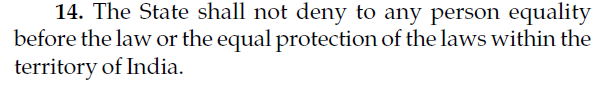 14. The State shall not deny to any person equality
before the law or the equal protection of the laws within the
territory of India.